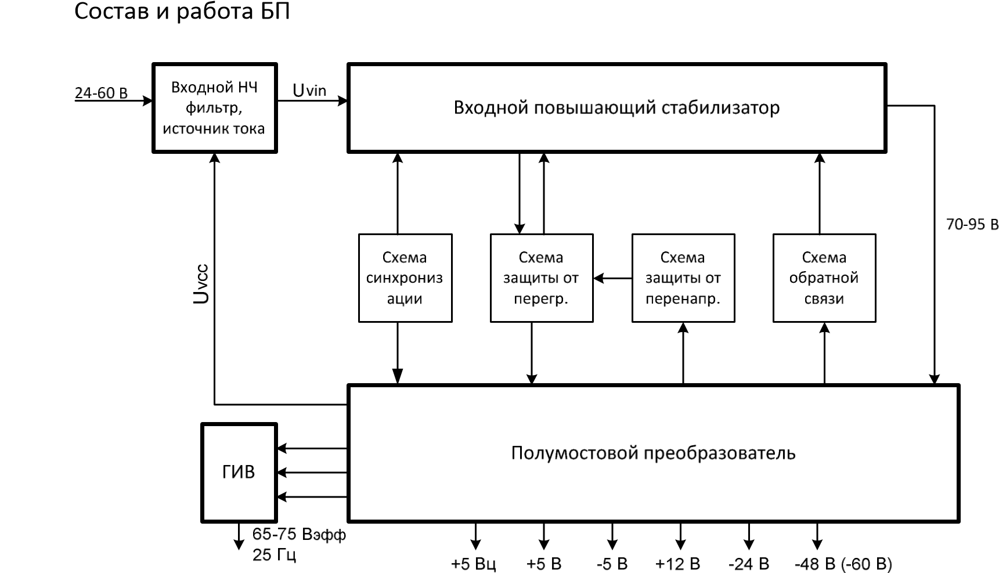 Состав и работа БП
24-60 В
Входной НЧ
фильтр,
источник тока
Uvin
Входной повышающий стабилизатор
70-95 В
Uvcc
Схема
синхрониз
ации
Схема
защиты от
перегр.
Схема
защиты от
перенапр.
Схема
обратной
связи
Полумостовой преобразователь
ГИВ
65-75 Вэфф
25 Гц
+5 Вц
+5 В
-5 В
+12 В
-24 В
-48 В (-60 В)